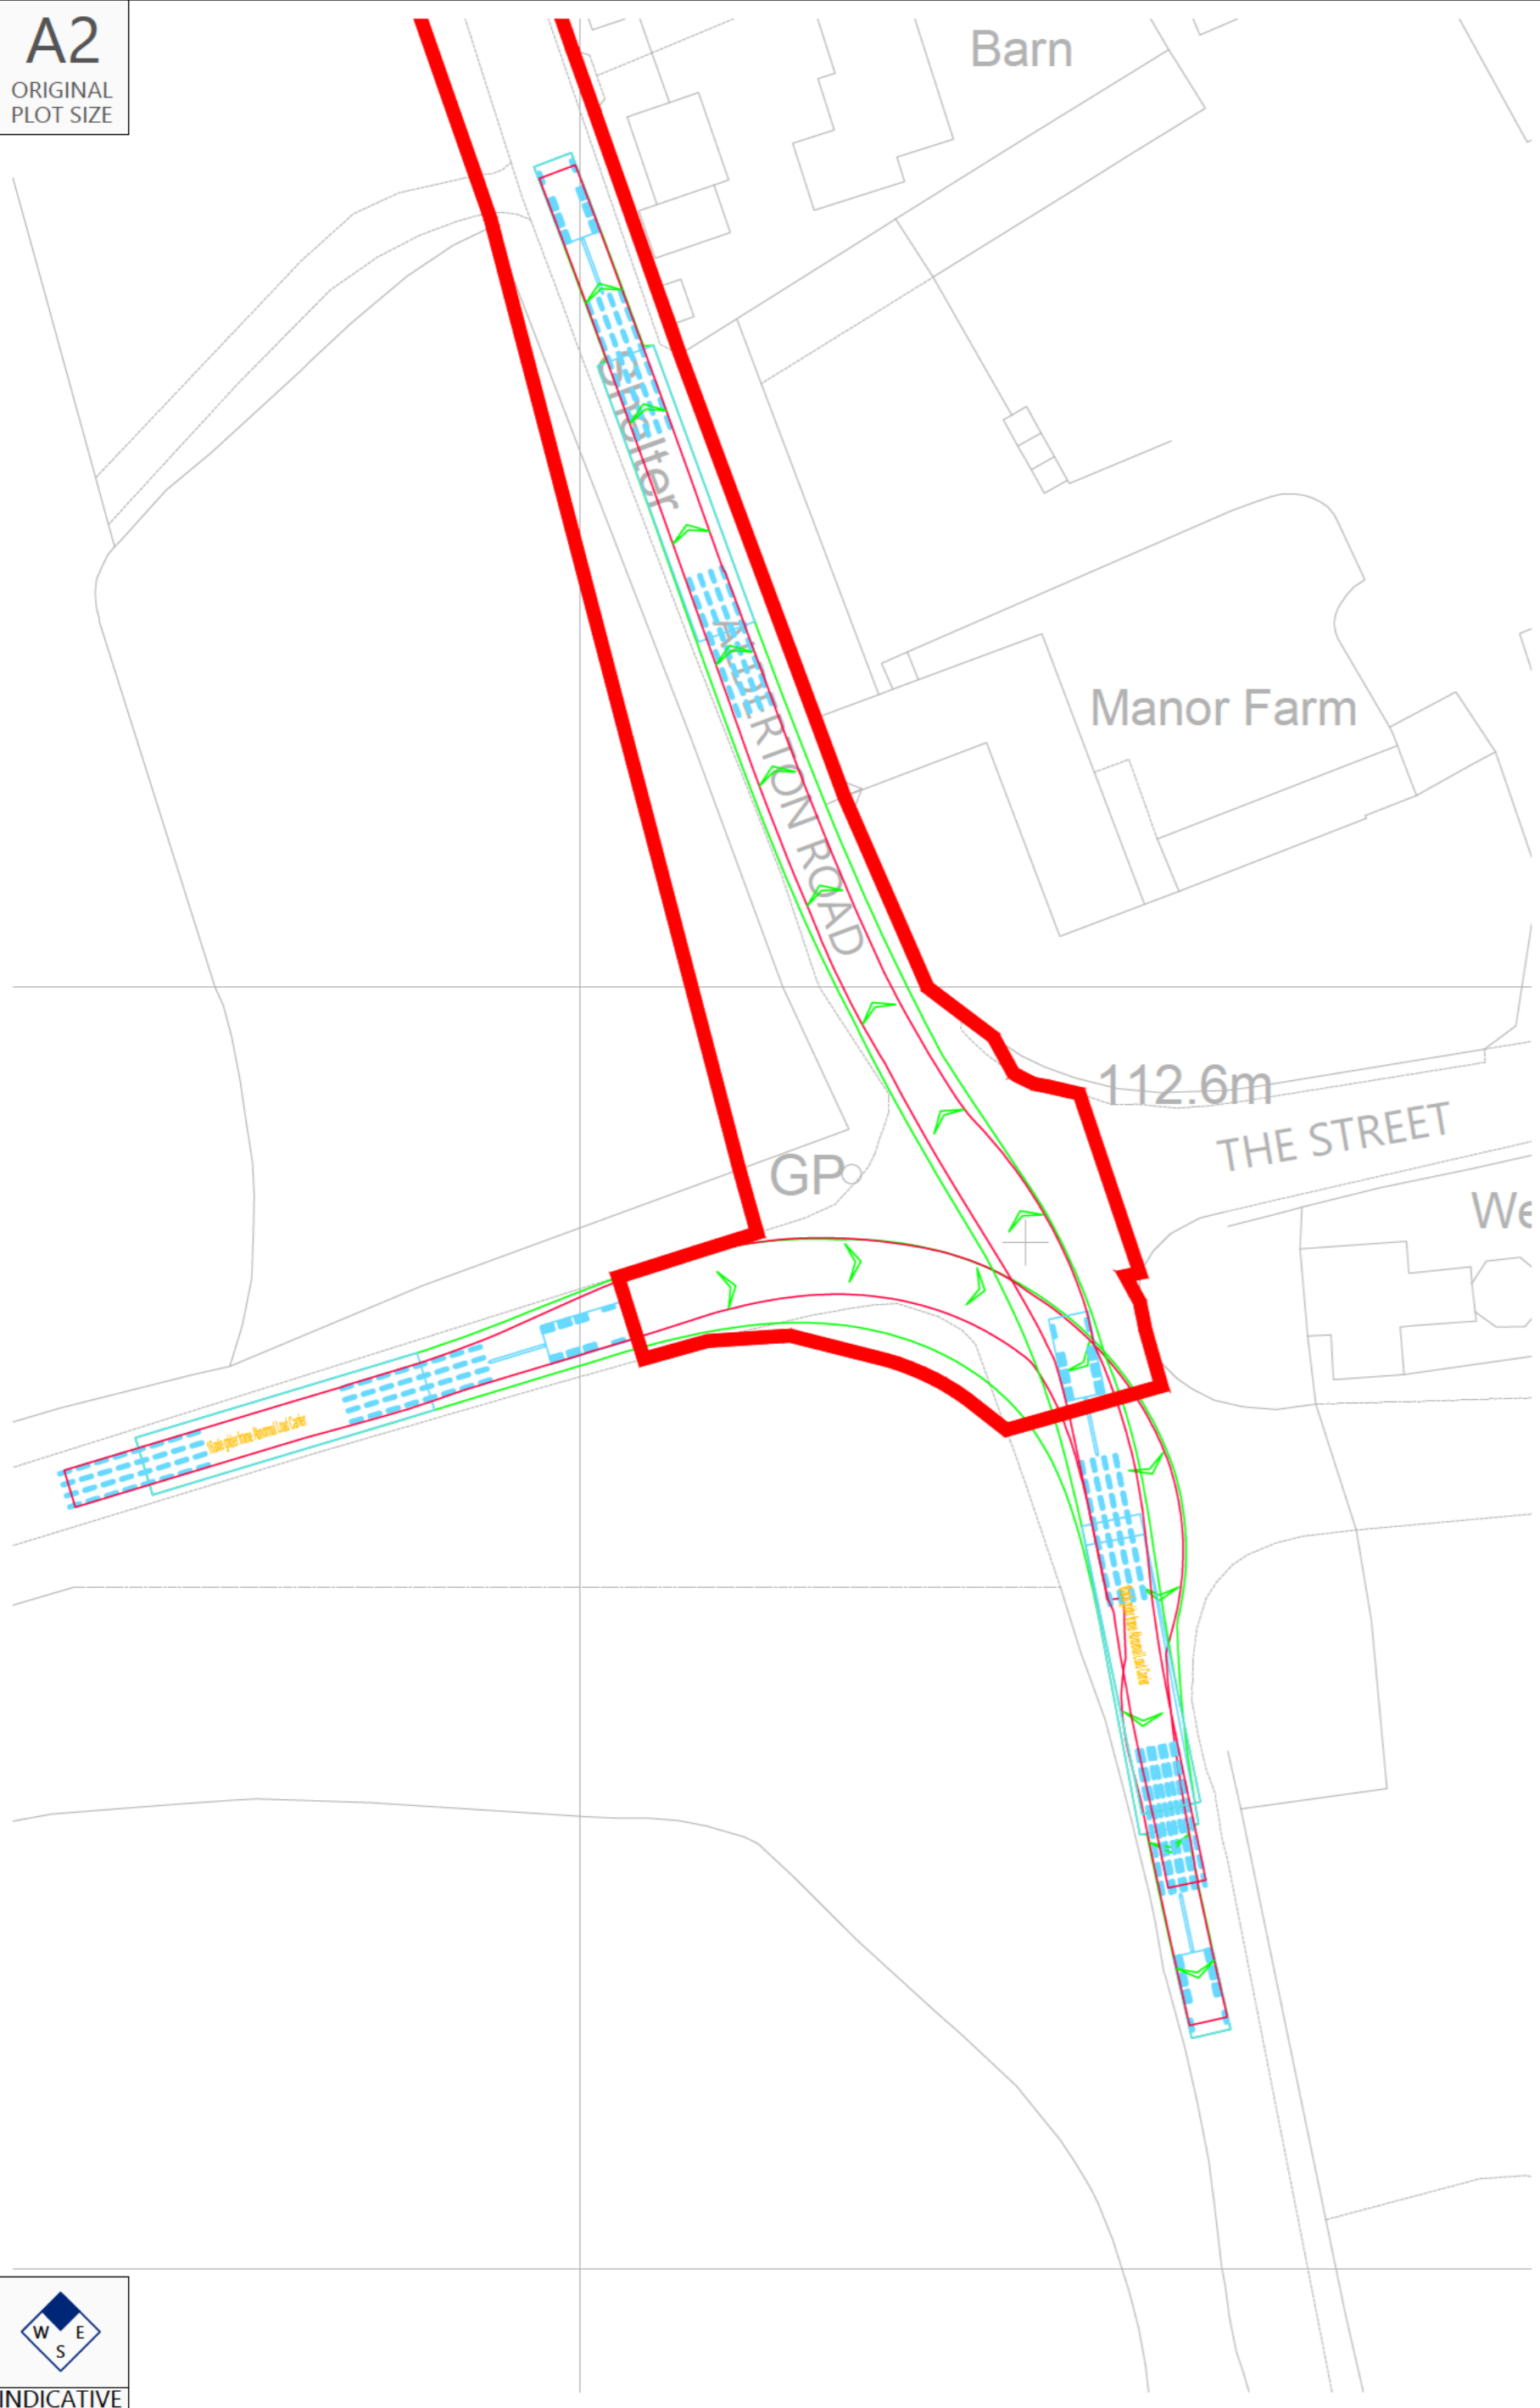 A2
ORIGINAL
PLOT SIZE
Barn
Shelter
ALDERTON ROAD
Manor Farm
112.6m
THE STREET
GP
We
W E
S
INDICATIVE